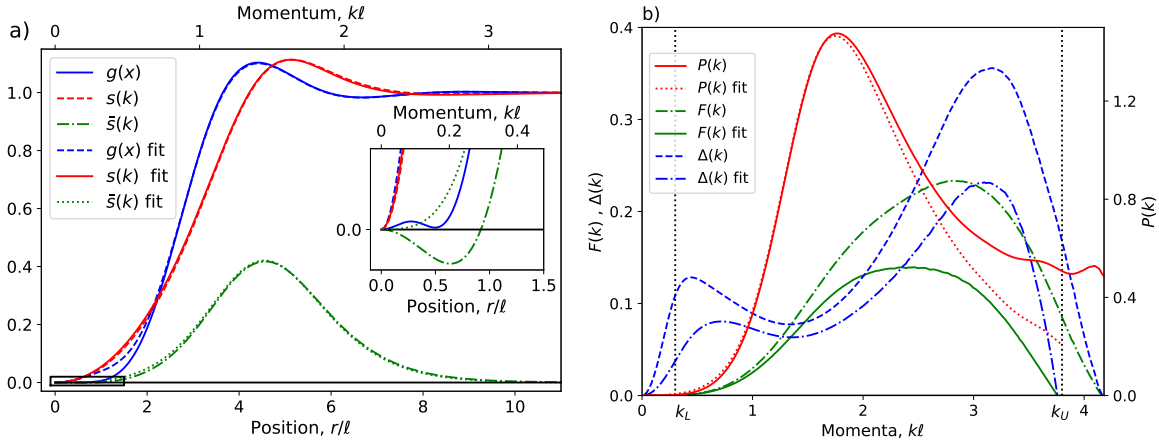 a)
Momentum, kℓ
0 1 2 3
g(x)
s(k)
s̄(k)
g(x) fit
s(k) fit
s̄(k) fit
1.0
0.8
0.6
0.4
0.2
0.0
0 2 4 6 8 10
Position, r/ℓ
Momentum, kℓ
0 0.2 0.4
0.0
0.0 0.5 1.0 1.5
Position, r/ℓ
b)
P(k)
P(k) fit
F(k)
F(k) fit
Δ(k)
Δ(k) fit
F(k) , Δ(k)
0.4
0.3
0.2
0.1
0.0
0 k_L 1 2 3 k_U 4
Momenta, kℓ
1.2
0.8
0.4
0.0
P(k)